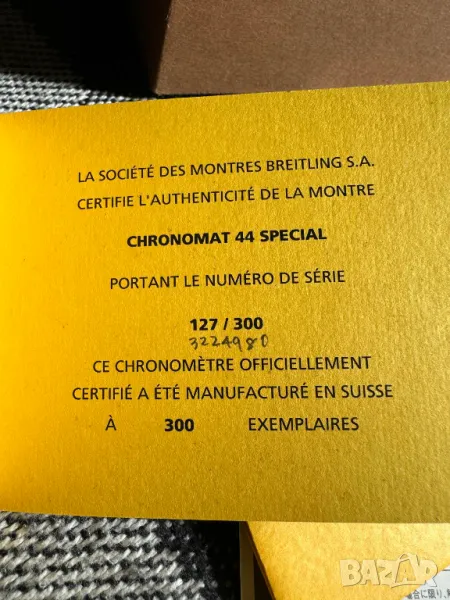 LA SOCIÉTÉ DES MONTRES BREITLING S.A.
CERTIFIE L'AUTHENTICITÉ DE LA MONTRE
CHRONOMAT 44 SPECIAL
PORTANT LE NUMÉRO DE SÉRIE
127 / 300
3224980
CE CHRONOMÈTRE OFFICIELLEMENT
CERTIFIÉ A ÉTÉ MANUFACTURÉ EN SUISSE
À 300 EXEMPLAIRES
BAZAR